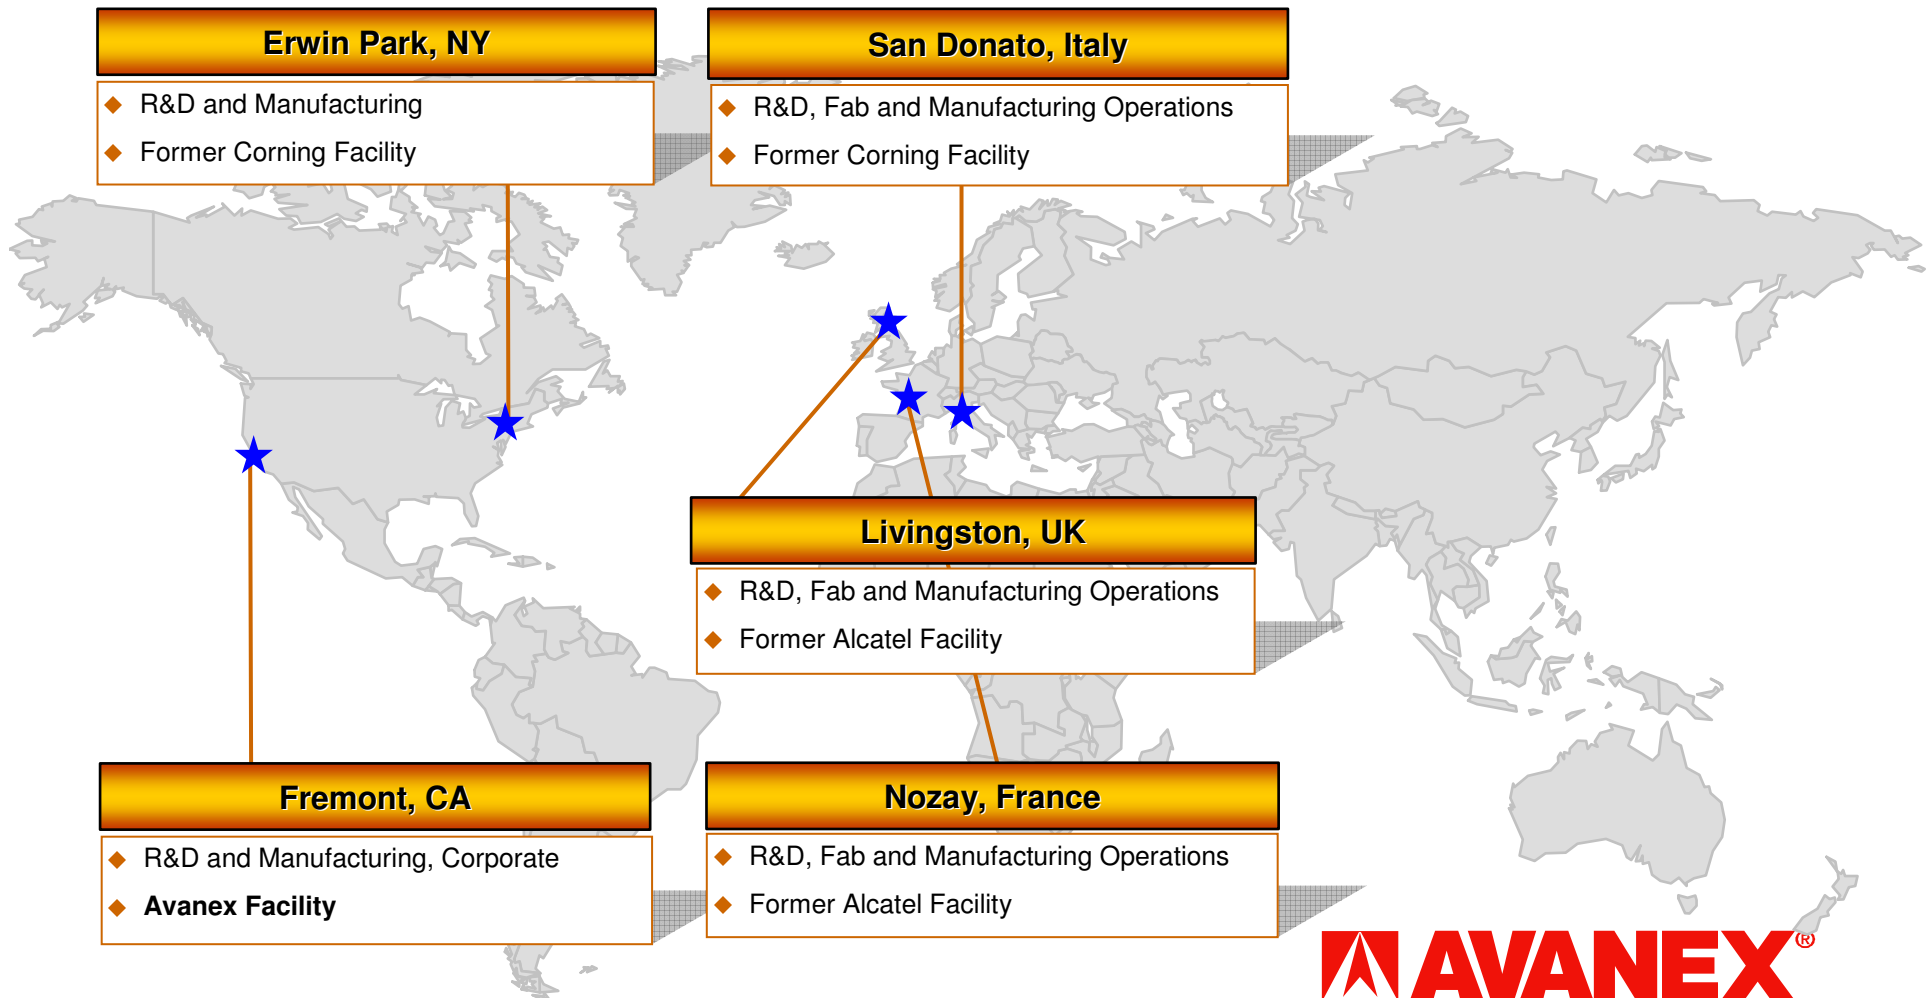 Erwin Park, NY
R&D and Manufacturing
Former Corning Facility
San Donato, Italy
R&D, Fab and Manufacturing Operations
Former Corning Facility
Livingston, UK
R&D, Fab and Manufacturing Operations
Former Alcatel Facility
Fremont, CA
R&D and Manufacturing, Corporate
Avanex Facility
Nozay, France
R&D, Fab and Manufacturing Operations
Former Alcatel Facility
AVANEX®